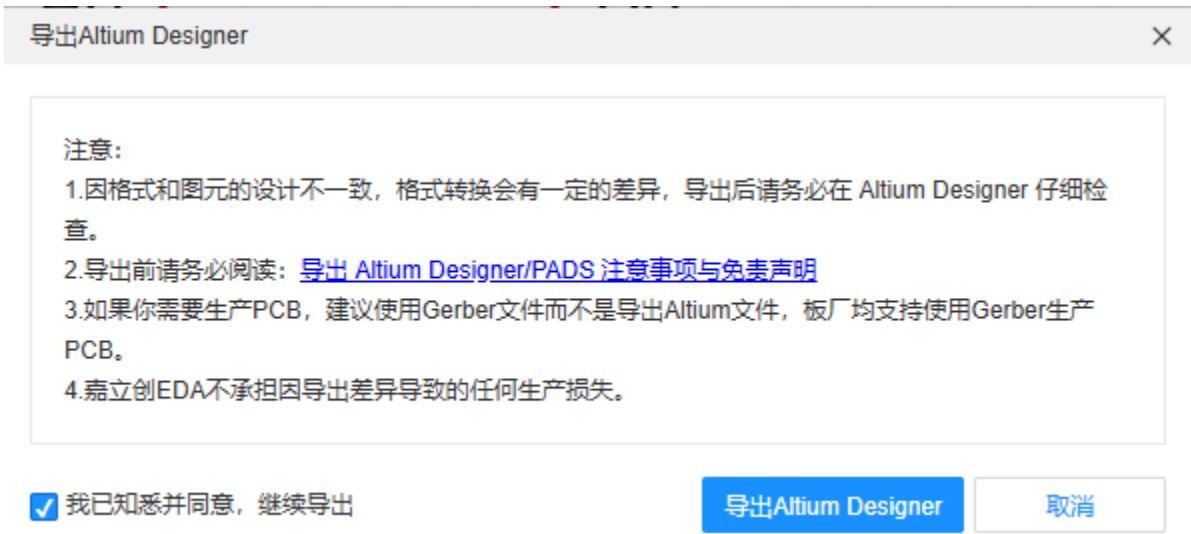 导出Altium Designer
注意：
1.因格式和图元的设计不一致，格式转换会有一定的差异，导出后请务必在 Altium Designer 仔细检
查。
2.导出前请务必阅读：导出 Altium Designer/PADS 注意事项与免责声明
3.如果你需要生产PCB，建议使用Gerber文件而不是导出Altium文件，板厂均支持使用Gerber生产
PCB。
4.嘉立创EDA不承担因导出差异导致的任何生产损失。
我已知悉并同意，继续导出
导出Altium Designer
取消